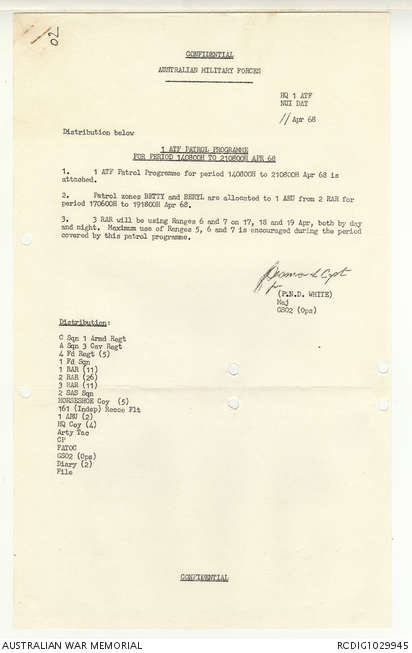 02
CONFIDENTIAL
AUSTRALIAN MILITARY FORCES
HQ 1 ATF
NUI DAT
11 Apr 68
Distribution below
1 ATF PATROL PROGRAMME
FOR PERIOD 140800H TO 210800H APR 68
1. 1 ATF Patrol Programme for period 140800H to 210800H Apr 68 is
attached.
2. Patrol zones BETTY and BERYL are allocated to 1 ANU from 2 RAR for
period 170600H to 191800H Apr 68.
3. 3 RAR will be using Ranges 6 and 7 on 17, 18 and 19 Apr, both by day
and night. Maximum use of Ranges 5, 6 and 7 is encouraged during the period
covered by this patrol programme.
Capt
for
(P.N.D. WHITE)
Maj
GSO2 (Ops)
Distribution:
C Sqn 1 Armd Regt
A Sqn 3 Cav Regt
4 Fd Regt (5)
1 Fd Sqn
1 RAR (11)
2 RAR (26)
3 RAR (11)
2 SAS Sqn
HORSESHOE Coy (5)
161 (Indep) Recce Flt
1 ANU (2)
HQ Coy (4)
Arty Tac
CP
FATOC
GSO2 (Ops)
Diary (2)
File
CONFIDENTIAL
AUSTRALIAN WAR MEMORIAL
RCDIG1029945